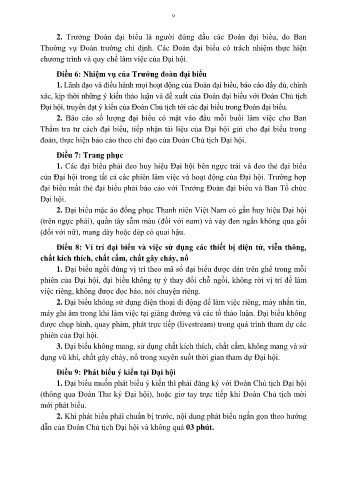 9
2. Trưởng Đoàn đại biểu là người đứng đầu các Đoàn đại biểu, do Ban
Thường vụ Đoàn trường chỉ định. Các Đoàn đại biểu có trách nhiệm thực hiện
chương trình và quy chế làm việc của Đại hội.
Điều 6: Nhiệm vụ của Trưởng đoàn đại biểu
1. Lãnh đạo và điều hành mọi hoạt động của Đoàn đại biểu, báo cáo đầy đủ, chính
xác, kịp thời những ý kiến thảo luận và đề xuất của Đoàn đại biểu với Đoàn Chủ tịch
Đại hội, truyền đạt ý kiến của Đoàn Chủ tịch tới các đại biểu trong Đoàn đại biểu.
2. Báo cáo số lượng đại biểu có mặt vào đầu mỗi buổi làm việc cho Ban
Thẩm tra tư cách đại biểu, tiếp nhận tài liệu của Đại hội gửi cho đại biểu trong
đoàn, thực hiện báo cáo theo chỉ đạo của Đoàn Chủ tịch Đại hội.
Điều 7: Trang phục
1. Các đại biểu phải đeo huy hiệu Đại hội bên ngực trái và đeo thẻ đại biểu
của Đại hội trong tất cả các phiên làm việc và hoạt động của Đại hội. Trường hợp
đại biểu mất thẻ đại biểu phải báo cáo với Trưởng Đoàn đại biểu và Ban Tổ chức
Đại hội.
2. Đại biểu mặc áo đồng phục Thanh niên Việt Nam có gắn huy hiệu Đại hội
(trên ngực phải), quần tây sẫm màu (đối với nam) và váy đen ngắn không qua gối
(đối với nữ), mang dày hoặc dép có quai hậu.
Điều 8: Ví trí đại biểu và việc sử dụng các thiết bị điện tử, viễn thông,
chất kích thích, chất cấm, chất gây cháy, nổ
1. Đại biểu ngồi đúng vị trí theo mã số đại biểu được dán trên ghế trong mỗi
phiên của Đại hội, đại biểu không tự ý thay đổi chỗ ngồi, không rời vị trí để làm
việc riêng, không được đọc báo, nói chuyện riêng.
2. Đại biểu không sử dụng điện thoại di động để làm việc riêng, máy nhắn tin,
máy ghi âm trong khi làm việc tại giảng đường và các tổ thảo luận. Đại biểu không
được chụp hình, quay phim, phát trực tiếp (livestream) trong quá trình tham dự các
phiên của Đại hội.
3. Đại biểu không mang, sử dụng chất kích thích, chất cấm, không mang và sử
dụng vũ khí, chất gây cháy, nổ trong xuyên suốt thời gian tham dự Đại hội.
Điều 9: Phát biểu ý kiến tại Đại hội
1. Đại biểu muốn phát biểu ý kiến thì phải đăng ký với Đoàn Chủ tịch Đại hội
(thông qua Đoàn Thư ký Đại hội), hoặc giơ tay trực tiếp khi Đoàn Chủ tịch mời
mới phát biểu.
2. Khi phát biểu phải chuẩn bị trước, nội dung phát biểu ngắn gọn theo hướng
dẫn của Đoàn Chủ tịch Đại hội và không quá 03 phút.